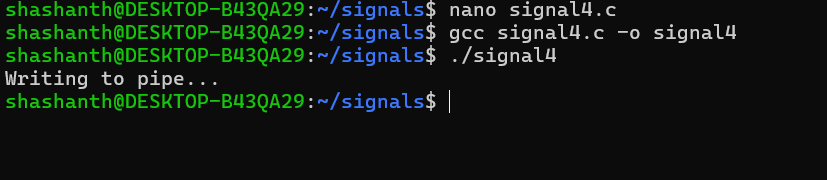 shashanth@DESKTOP-B43QA29:~/signals$ nano signal4.c
shashanth@DESKTOP-B43QA29:~/signals$ gcc signal4.c -o signal4
shashanth@DESKTOP-B43QA29:~/signals$ ./signal4
Writing to pipe...
shashanth@DESKTOP-B43QA29:~/signals$